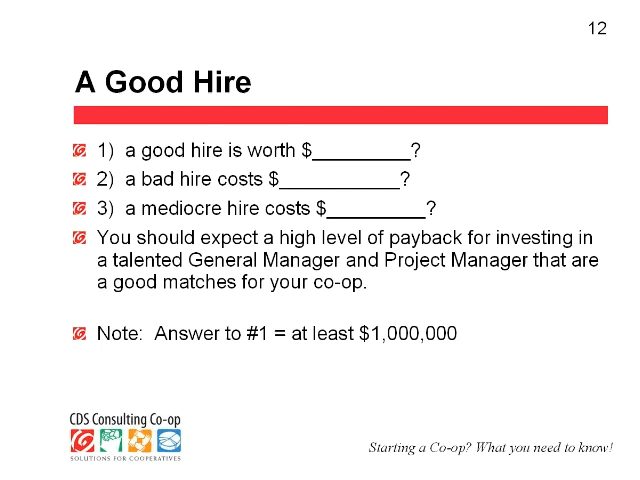 12
A Good Hire
1) a good hire is worth $_________?
2) a bad hire costs $___________?
3) a mediocre hire costs $_________?
You should expect a high level of payback for investing in
a talented General Manager and Project Manager that are
a good matches for your co-op.
Note: Answer to #1 = at least $1,000,000
CDS Consulting Co-op
SOLUTIONS FOR COOPERATIVES
Starting a Co-op? What you need to know!